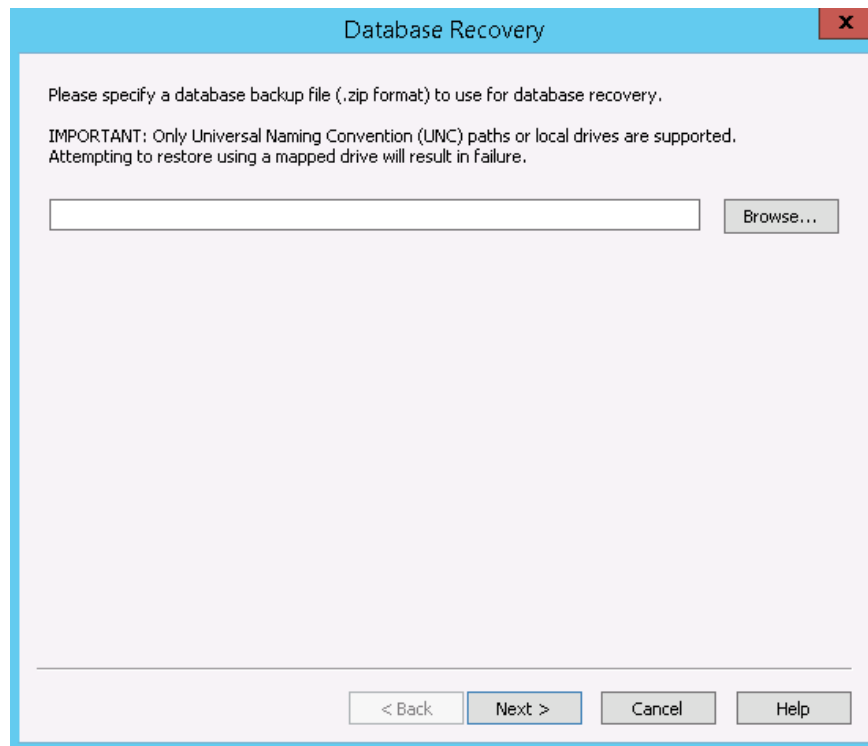 Database Recovery
x
Please specify a database backup file (.zip format) to use for database recovery.
IMPORTANT: Only Universal Naming Convention (UNC) paths or local drives are supported.
Attempting to restore using a mapped drive will result in failure.
Browse...
< Back Next > Cancel Help